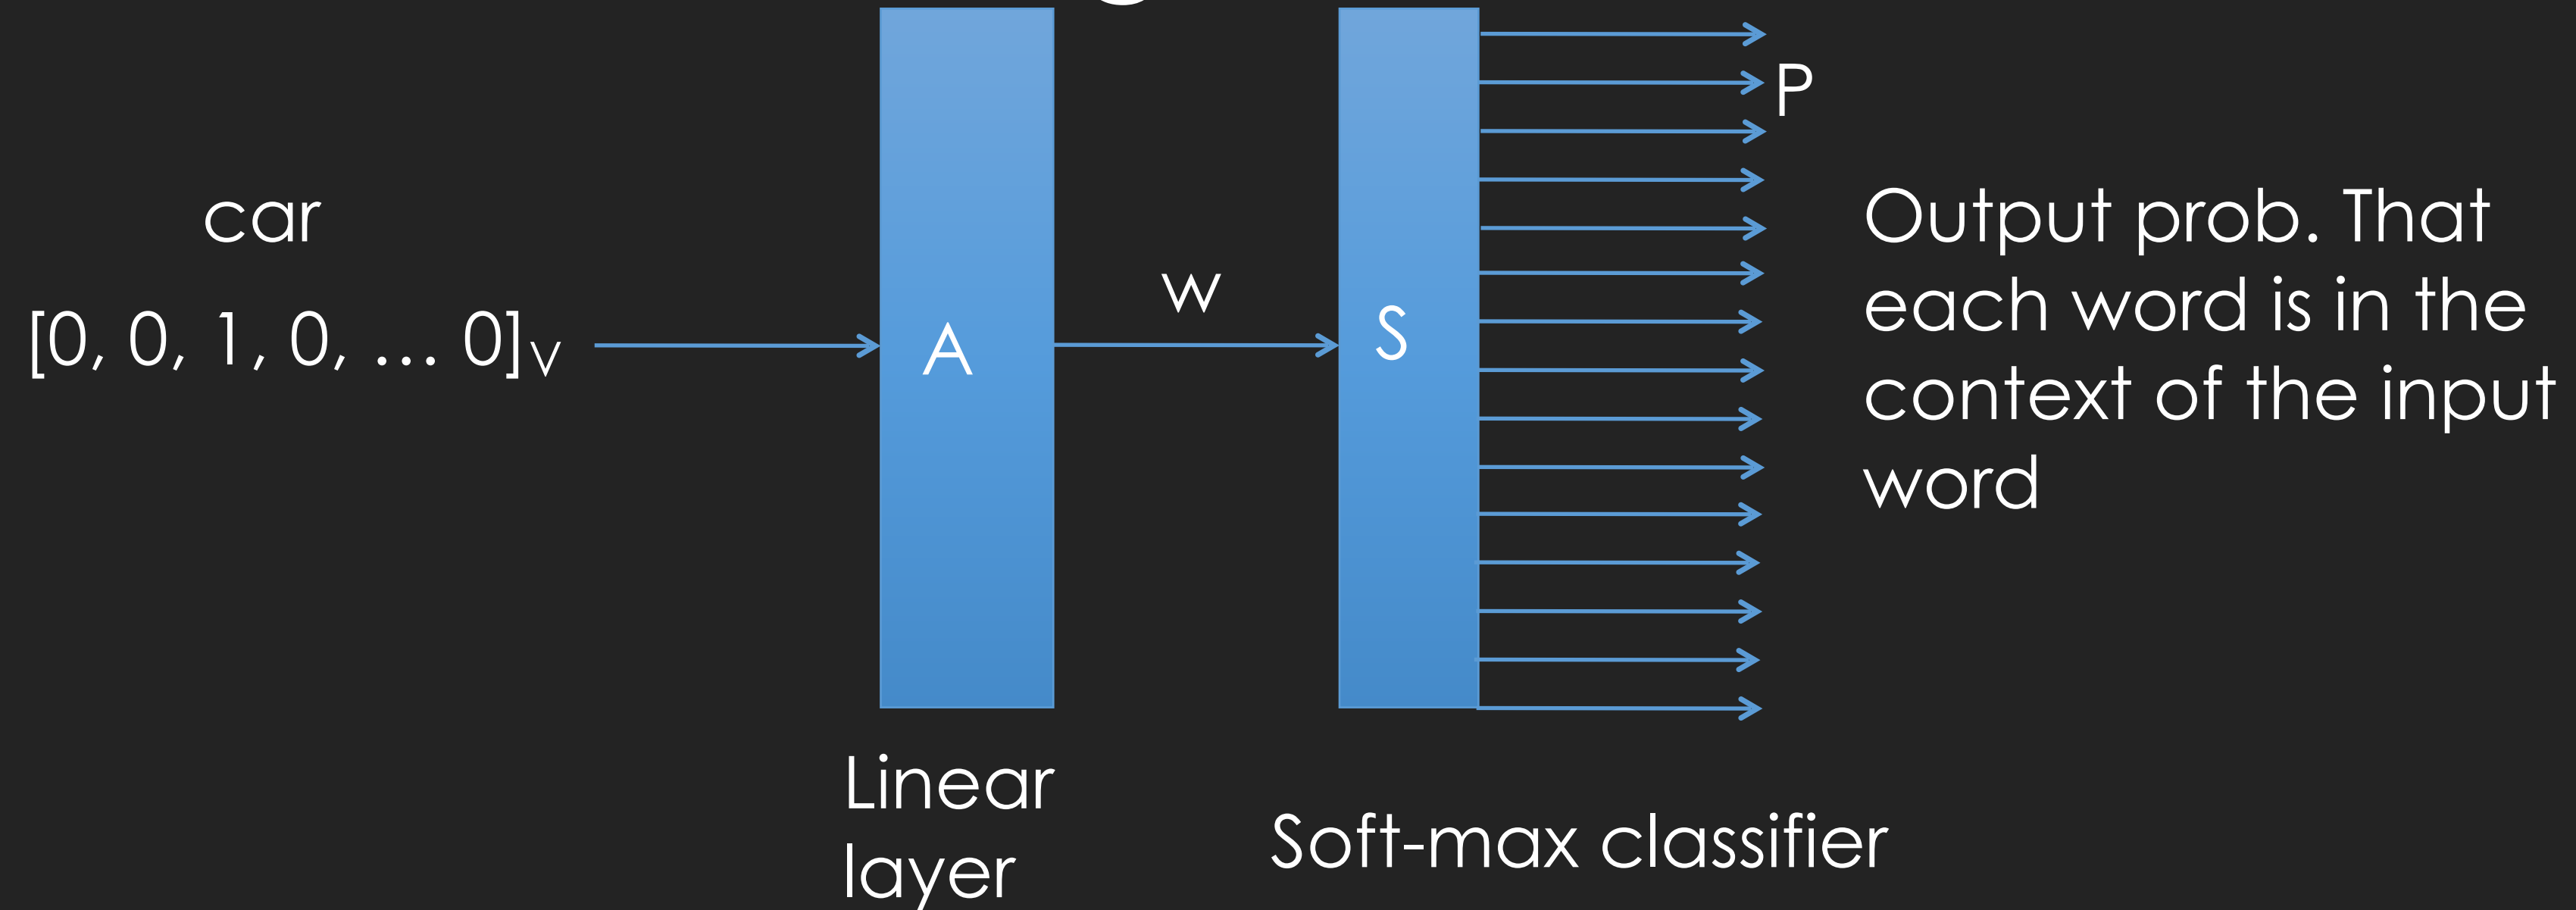 car
[0, 0, 1, 0, ... 0]V
A
w
S
P
Output prob. That
each word is in the
context of the input
word
Linear
layer
Soft-max classifier